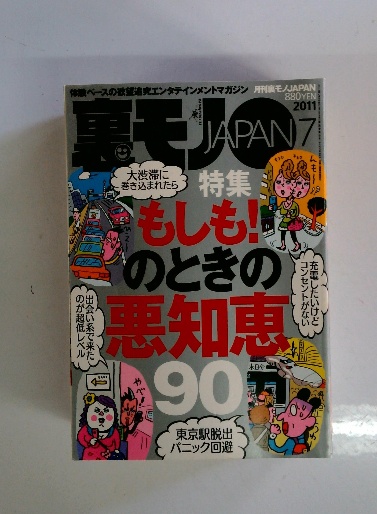 体験ベースの欲望追究エンタテインメントマガジン
月刊裏モノJAPAN
880YEN
2011
裏モノJAPAN 7
大渋滞に
巻き込まれたら
特集
んもー!
もしも!
のときの
悪知恵
90
充電したいけど
コンセントがない
出会い系で来た
のが超低レベル
東京駅脱出
パニック回避